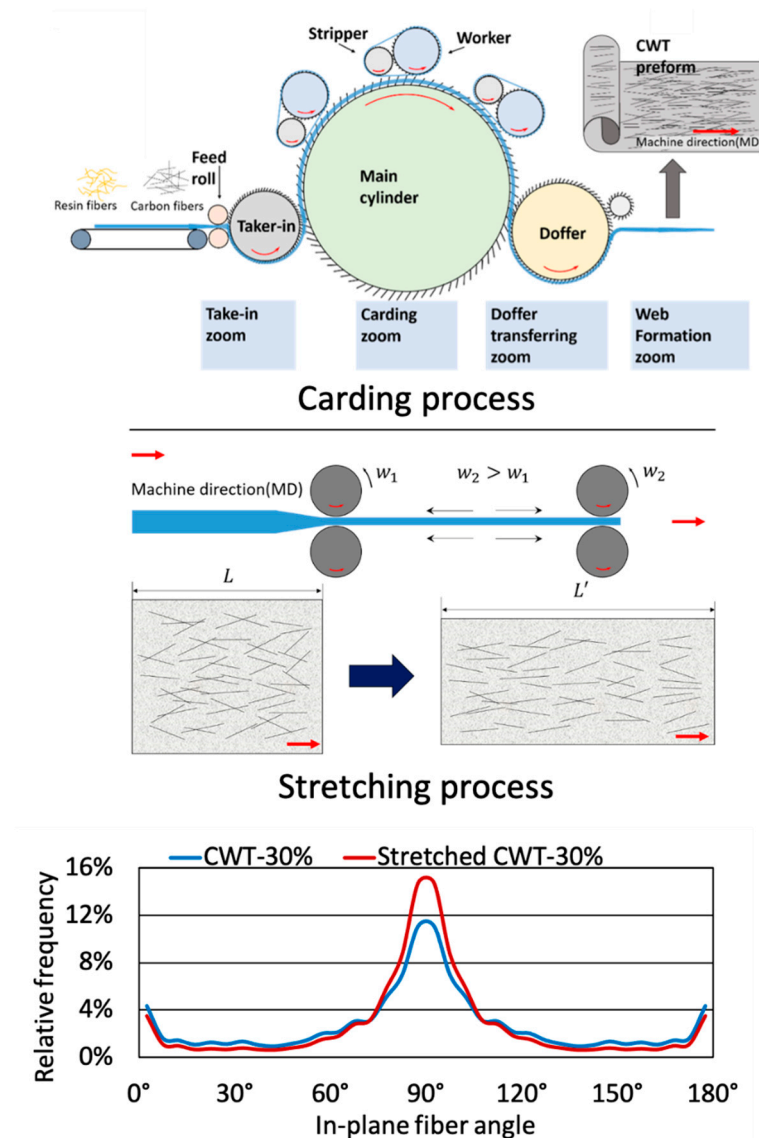 Stripper
Worker
CWT
preform
Machine direction(MD)
Feed
roll
Resin fibers
Carbon fibers
Taker-in
Main
cylinder
Doffer
Take-in
zoom
Carding
zoom
Doffer
transferring
zoom
Web
Formation
zoom
Carding process
Machine direction(MD)
w₁
w₂ > w₁
w₂
L
L′
Stretching process
CWT-30%
Stretched CWT-30%
16%
12%
8%
4%
0%
Relative frequency
0° 30° 60° 90° 120° 150° 180°
In-plane fiber angle